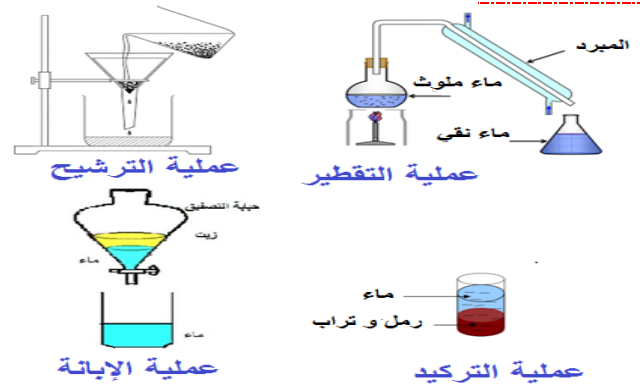 المبرد
ماء ملوث
ماء نقي
عملية الترشيح
عملية التقطير
حبابة التصفيق
زيت
ماء
ماء
عملية الإبانة
ماء
رمل و تراب
عملية التركيد